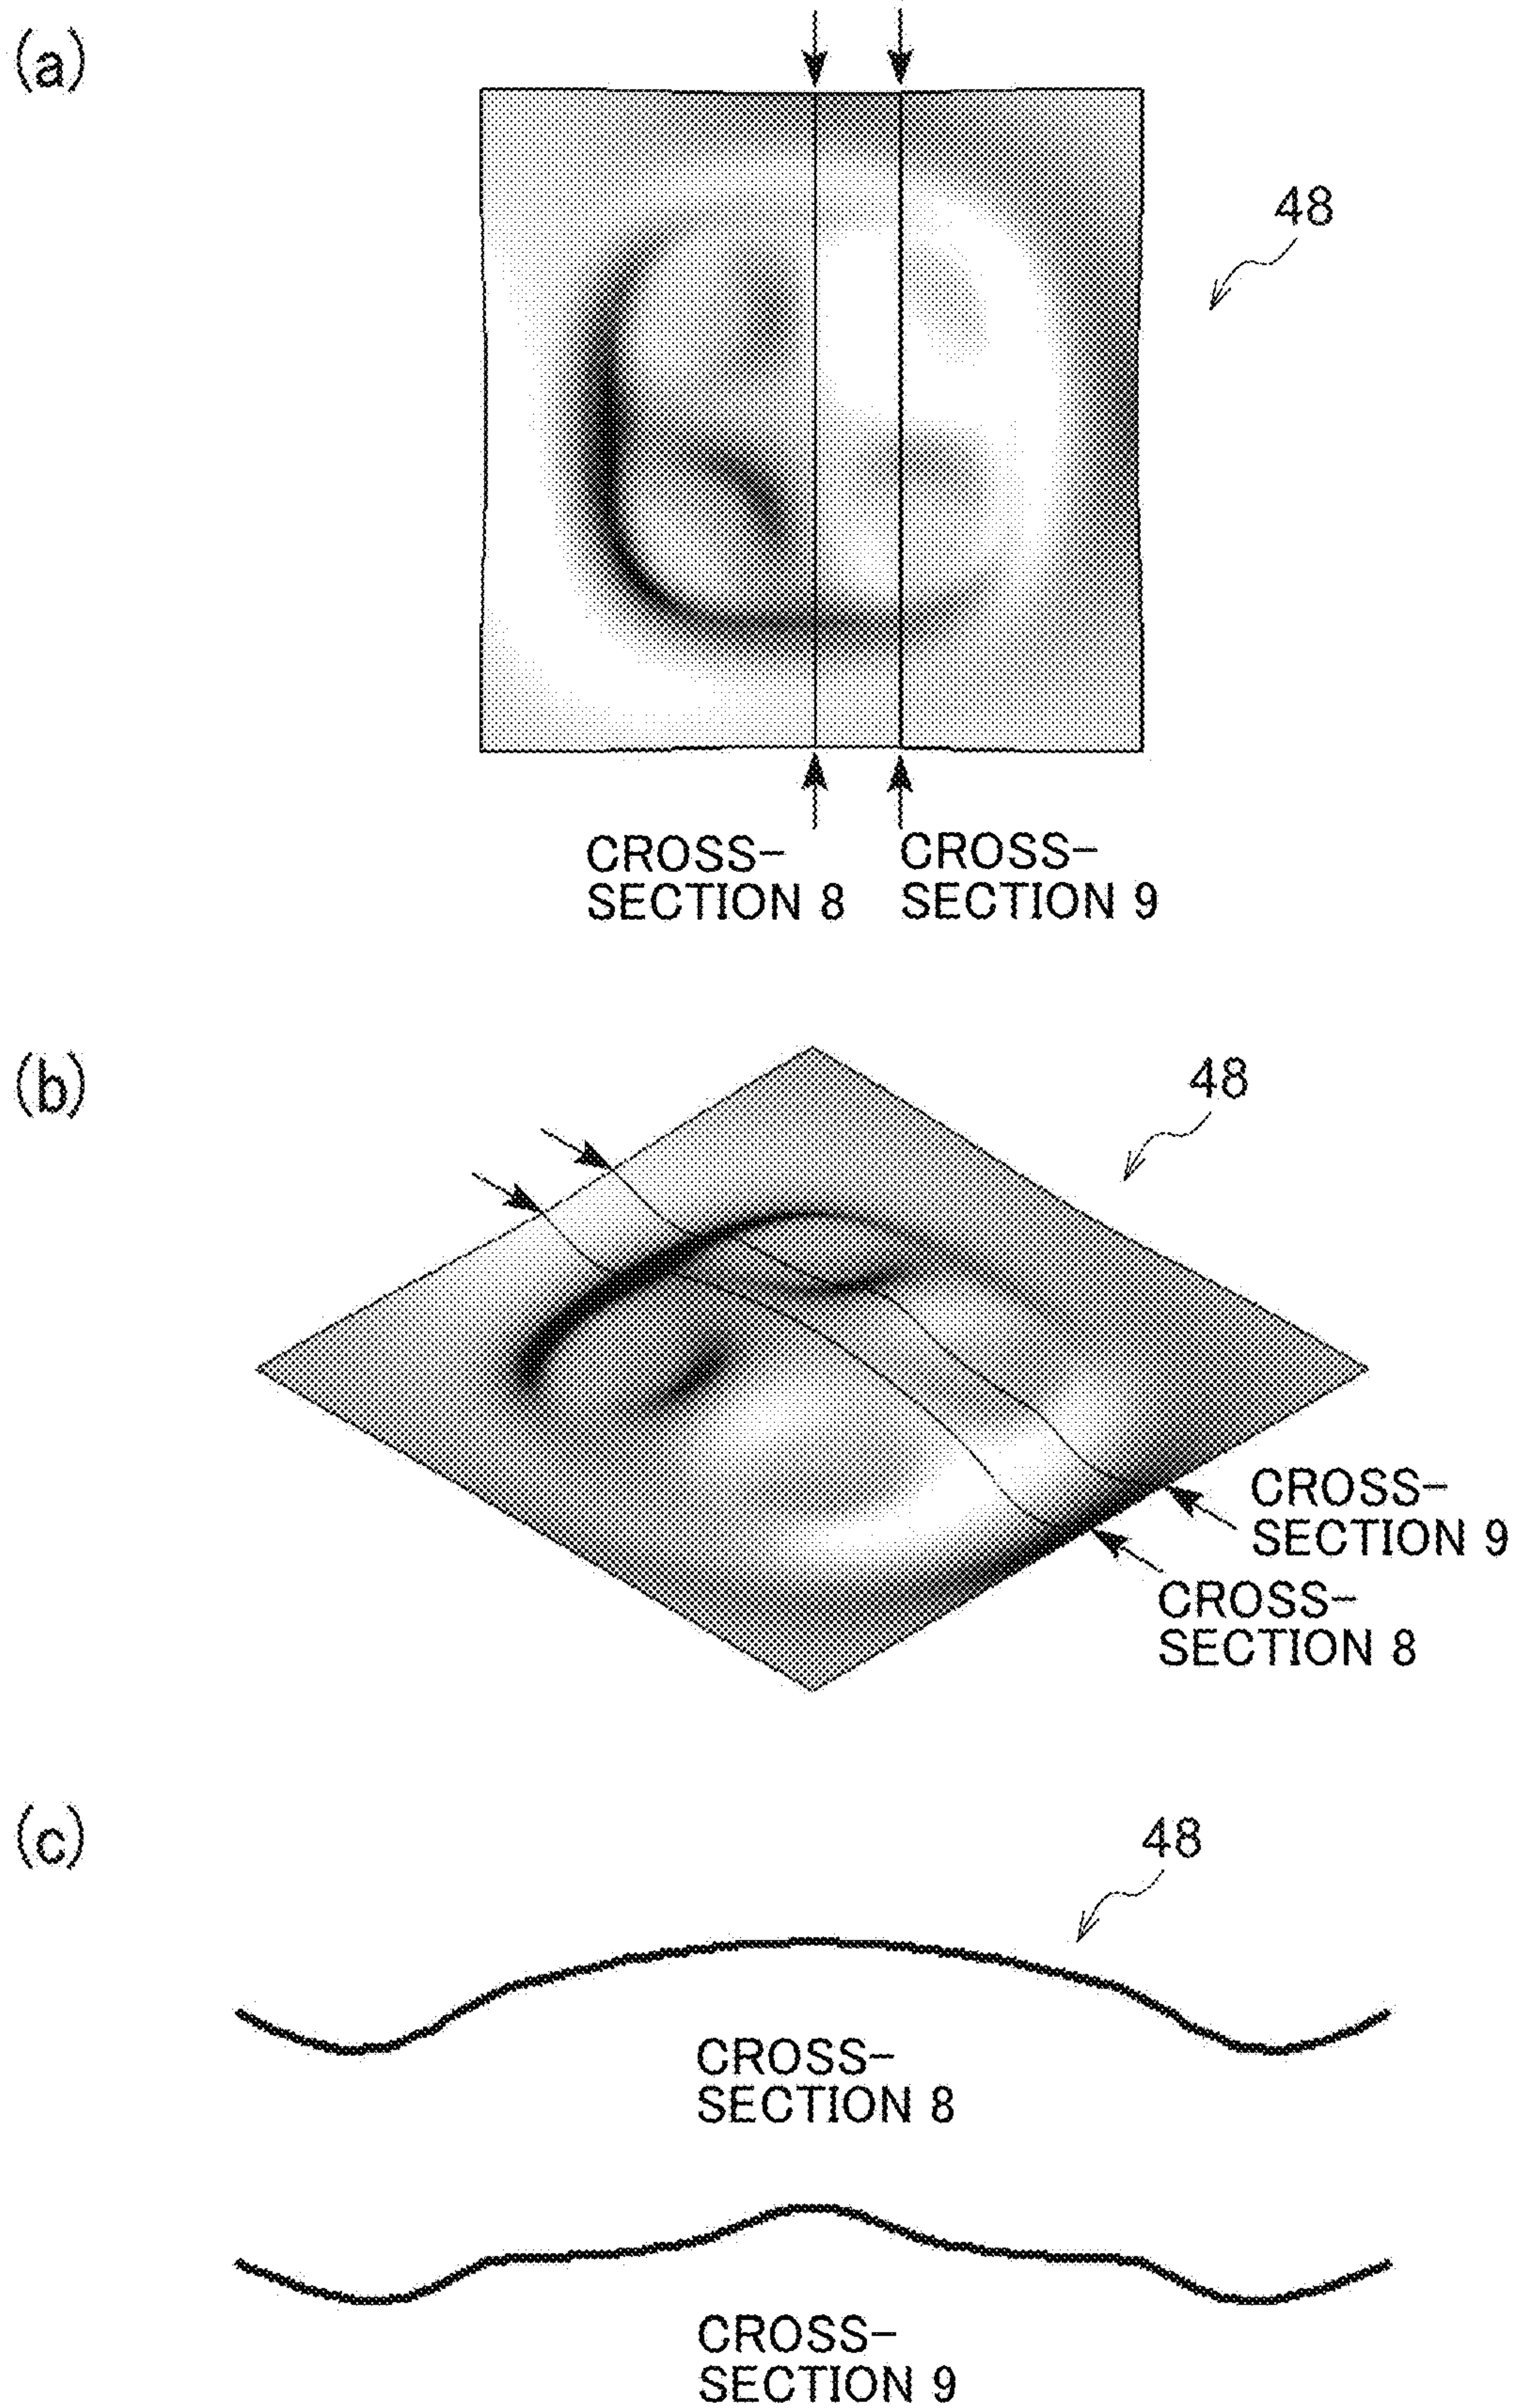 (a)
48
CROSS-
SECTION 8
CROSS-
SECTION 9
(b)
48
CROSS-
SECTION 9
CROSS-
SECTION 8
(c)
48
CROSS-
SECTION 8
CROSS-
SECTION 9